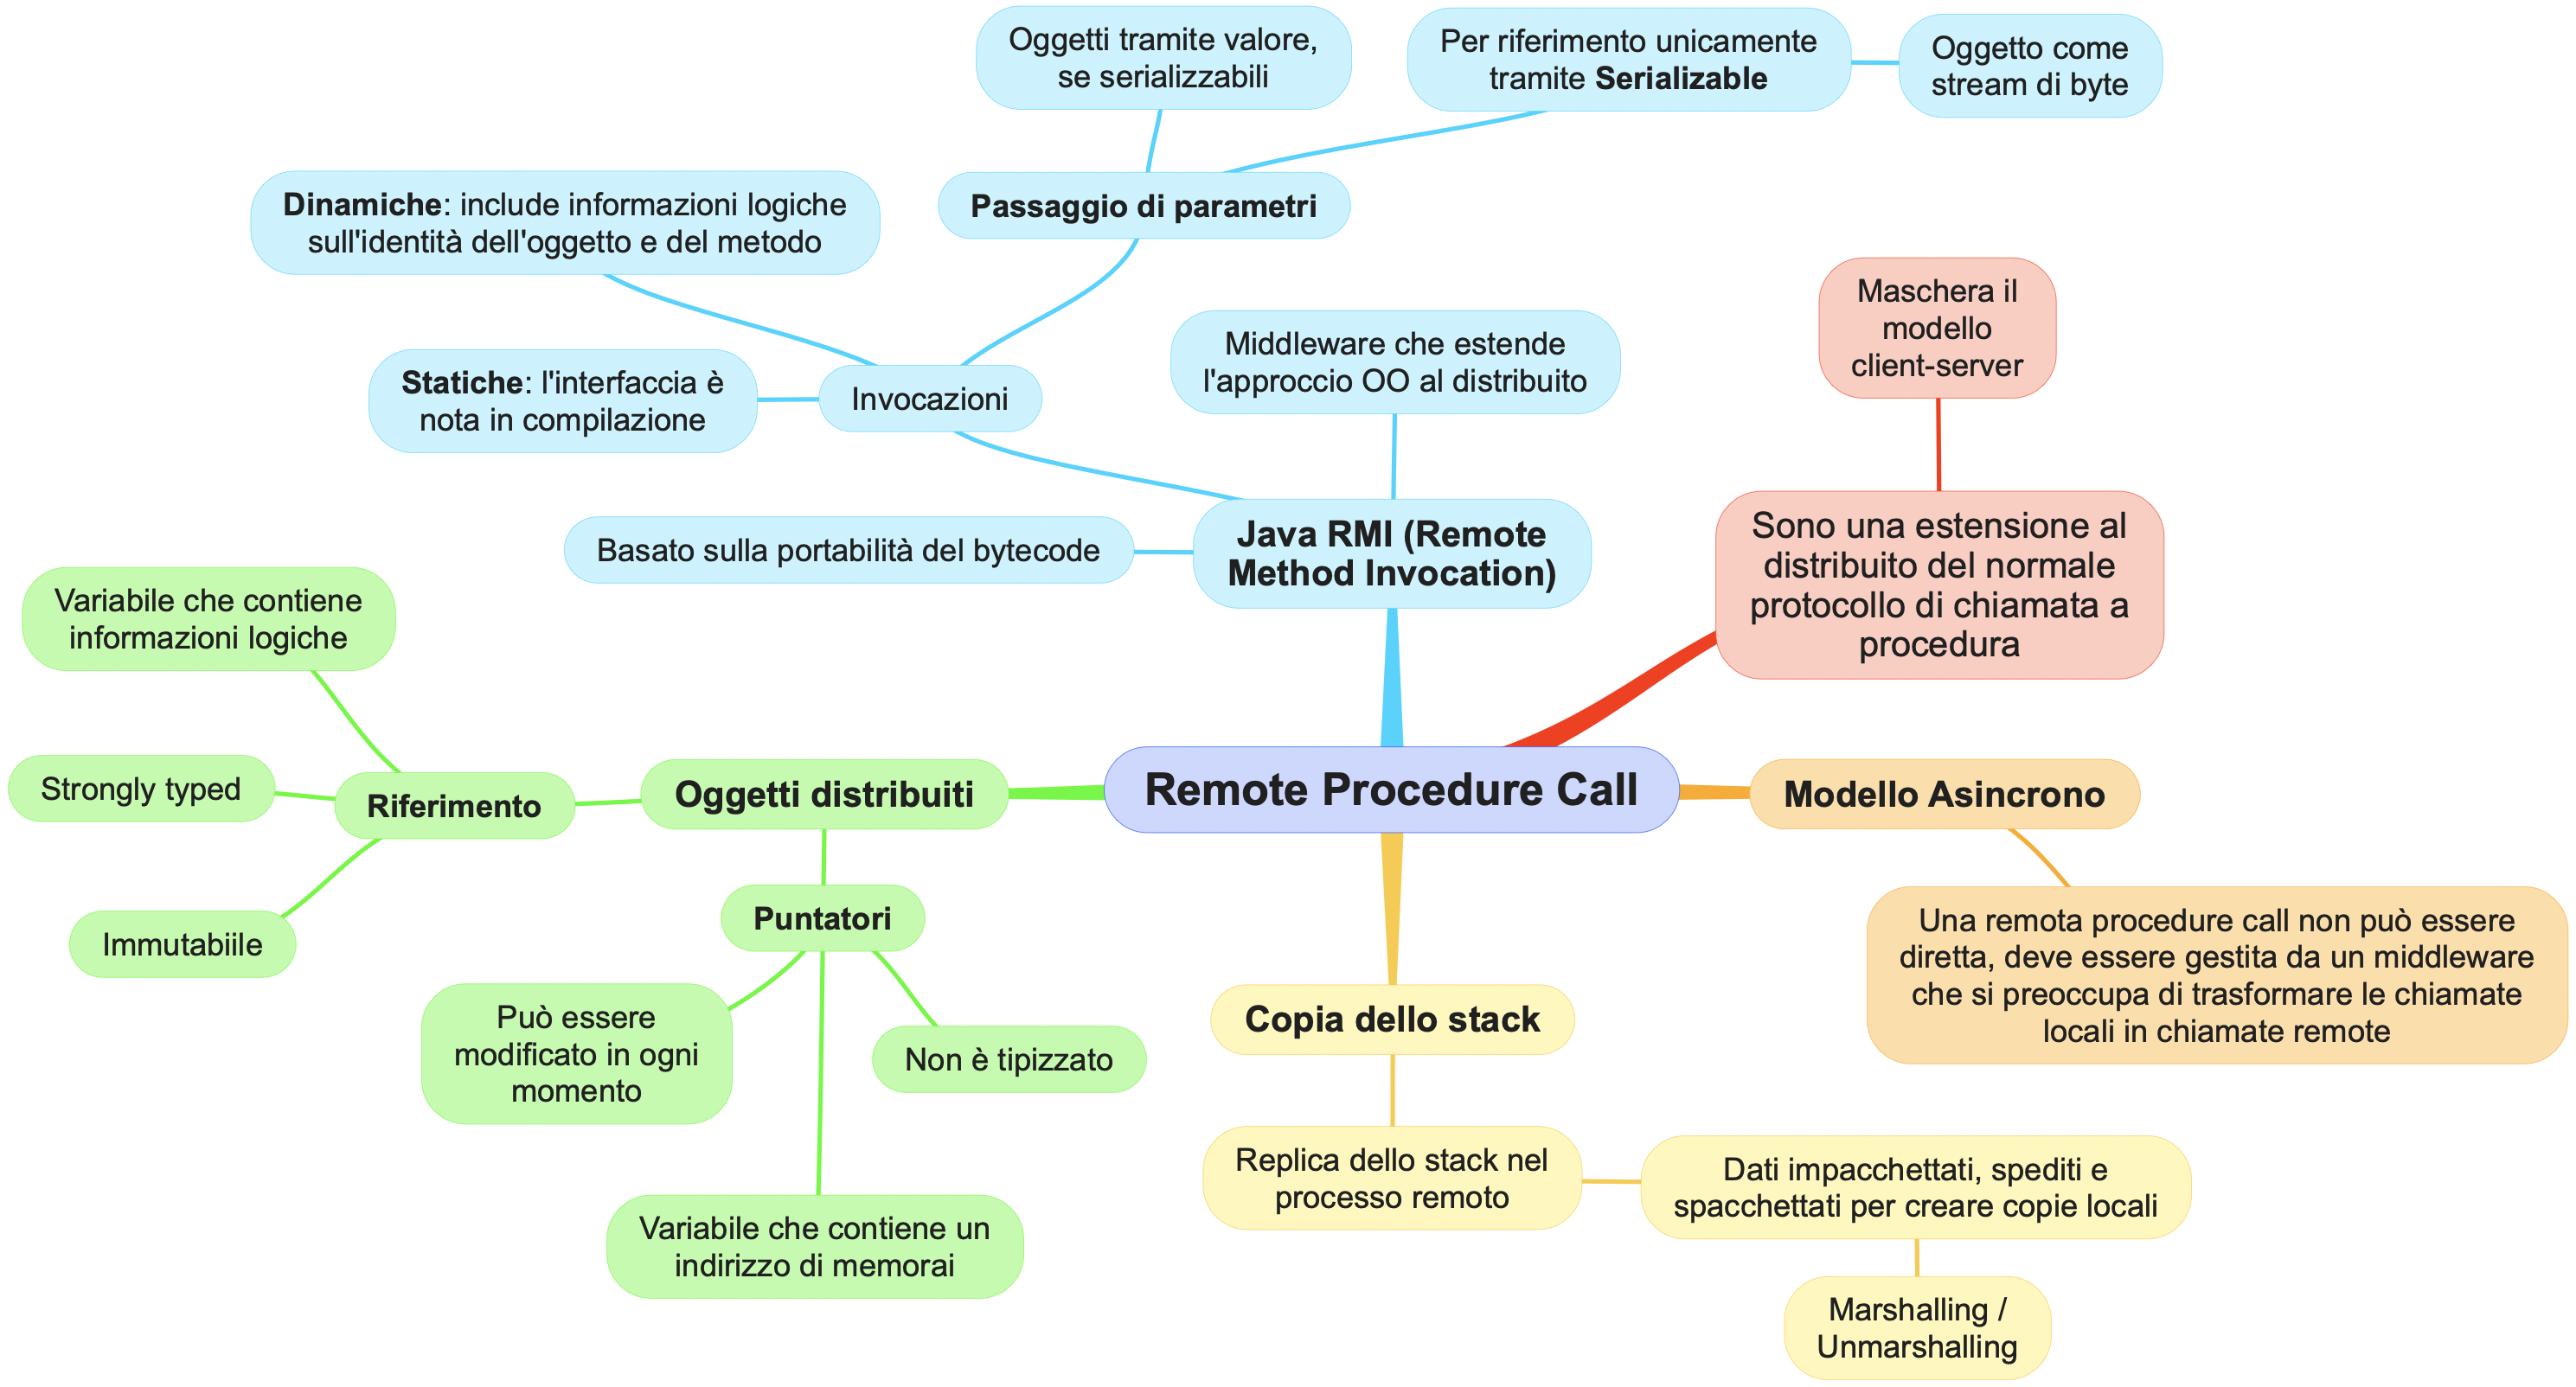 Oggetti tramite valore,
se serializzabili
Per riferimento unicamente
tramite Serializable
Oggetto come
stream di byte
Dinamiche: include informazioni logiche
sull'identità dell'oggetto e del metodo
Passaggio di parametri
Maschera il
modello
client-server
Middleware che estende
l'approccio OO al distribuito
Statiche: l'interfaccia è
nota in compilazione
Invocazioni
Sono una estensione al
distribuito del normale
protocollo di chiamata a
procedura
Basato sulla portabilità del bytecode
Java RMI (Remote
Method Invocation)
Variabile che contiene
informazioni logiche
Strongly typed
Riferimento
Oggetti distribuiti
Remote Procedure Call
Modello Asincrono
Immutabiile
Puntatori
Una remota procedure call non può essere
diretta, deve essere gestita da un middleware
che si preoccupa di trasformare le chiamate
locali in chiamate remote
Può essere
modificato in ogni
momento
Non è tipizzato
Copia dello stack
Variabile che contiene un
indirizzo di memorai
Replica dello stack nel
processo remoto
Dati impacchettati, spediti e
spacchettati per creare copie locali
Marshalling /
Unmarshalling